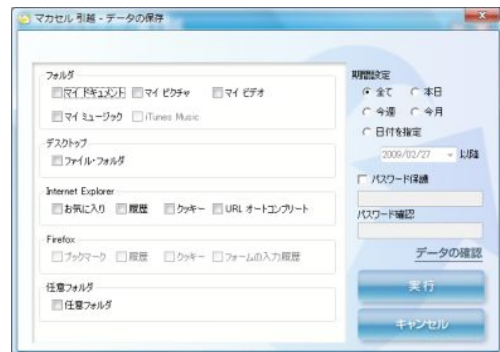 マカセル 引越 - データの保存
フォルダ
マイ ドキュメント マイ ピクチャ マイ ビデオ
マイ ミュージック iTunes Music
デスクトップ
ファイル・フォルダ
Internet Explorer
お気に入り 履歴 クッキー URL オートコンプリート
Firefox
ブックマーク 履歴 クッキー フォームの入力履歴
任意フォルダ
任意フォルダ
期間設定
全て 本日
今週 今月
日付を指定
2009/02/27 以降
パスワード保護
パスワード確認
データの確認
実行
キャンセル